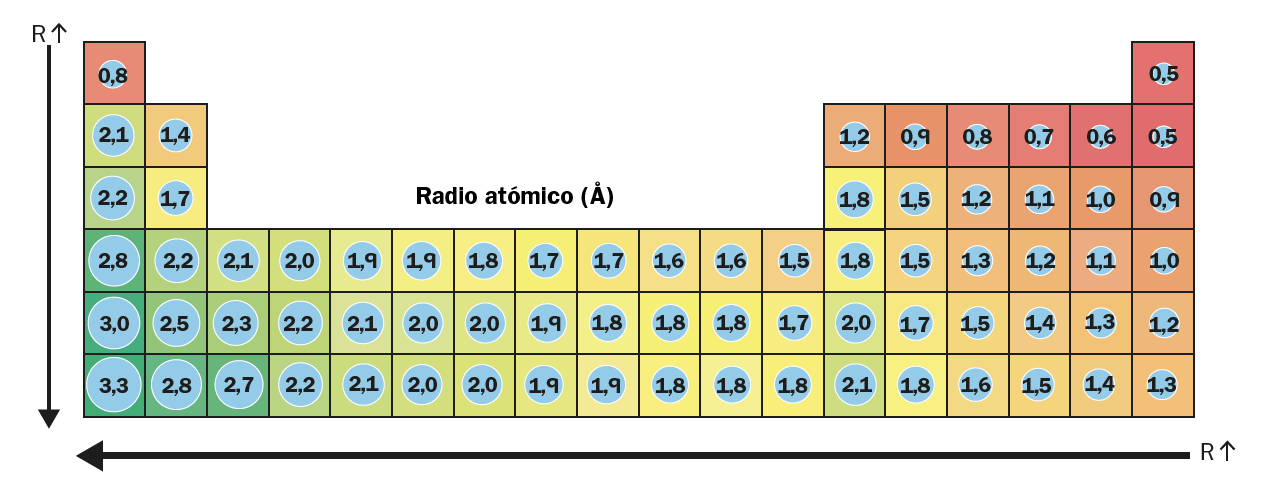 R↑
0,8 0,5
2,1 1,4 1,2 0,9 0,8 0,7 0,6 0,5
2,2 1,7 Radio atómico (Å) 1,8 1,5 1,2 1,1 1,0 0,9
2,8 2,2 2,1 2,0 1,9 1,9 1,8 1,7 1,7 1,6 1,6 1,5 1,8 1,5 1,3 1,2 1,1 1,0
3,0 2,5 2,3 2,2 2,1 2,0 2,0 1,9 1,8 1,8 1,8 1,7 2,0 1,7 1,5 1,4 1,3 1,2
3,3 2,8 2,7 2,2 2,1 2,0 2,0 1,9 1,9 1,8 1,8 1,8 2,1 1,8 1,6 1,5 1,4 1,3
R↑